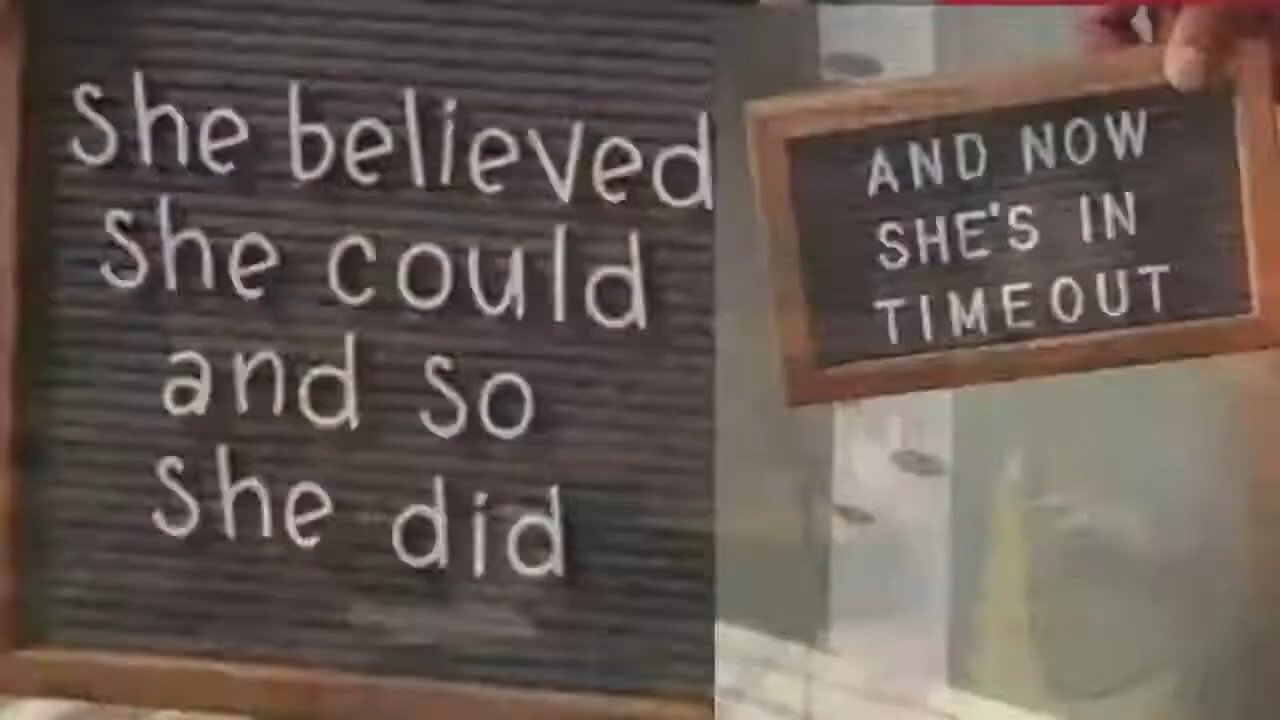 she believed
she could
and so
she did
AND NOW
SHE'S IN
TIMEOUT